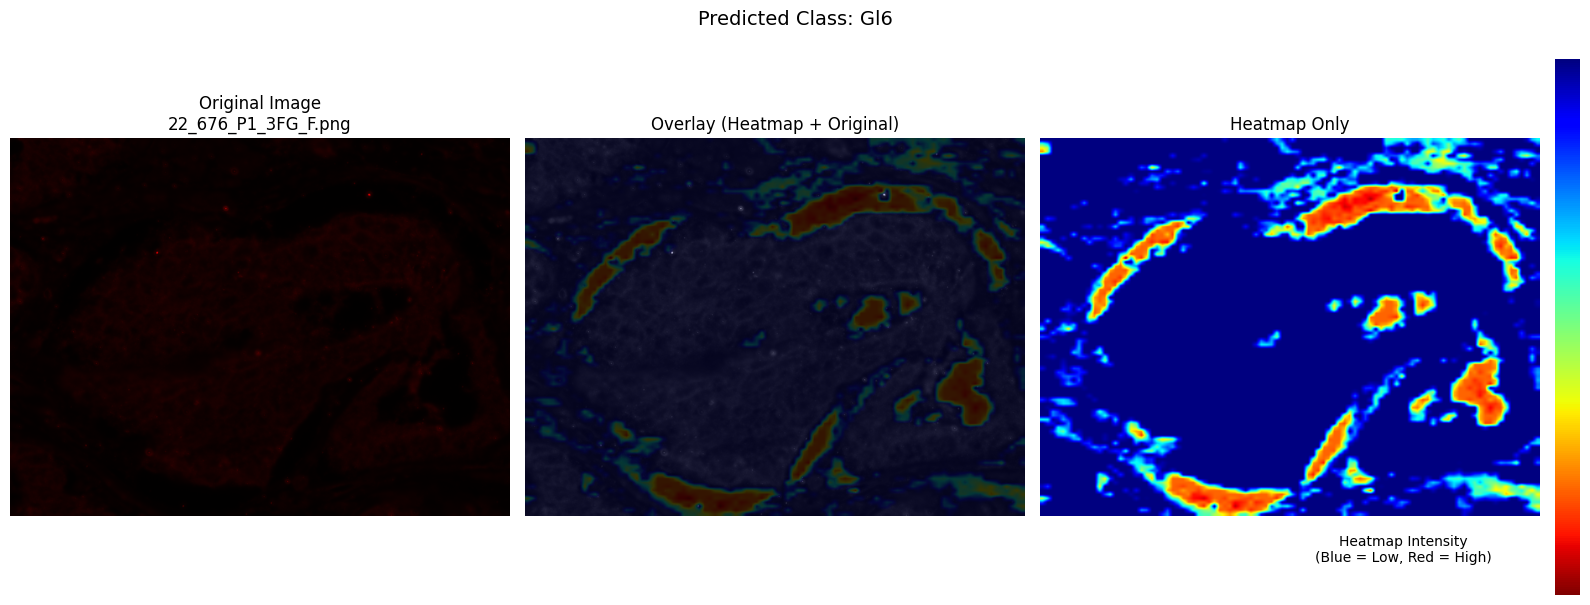 Predicted Class: Gl6
Original Image
22_676_P1_3FG_F.png
Overlay (Heatmap + Original)
Heatmap Only
Heatmap Intensity
(Blue = Low, Red = High)